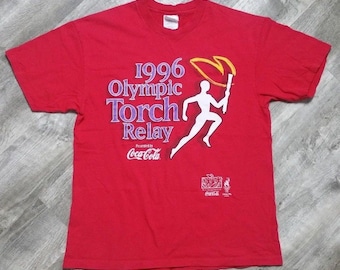 1996
Olympic
Torch
Relay
Presented by
Coca-Cola